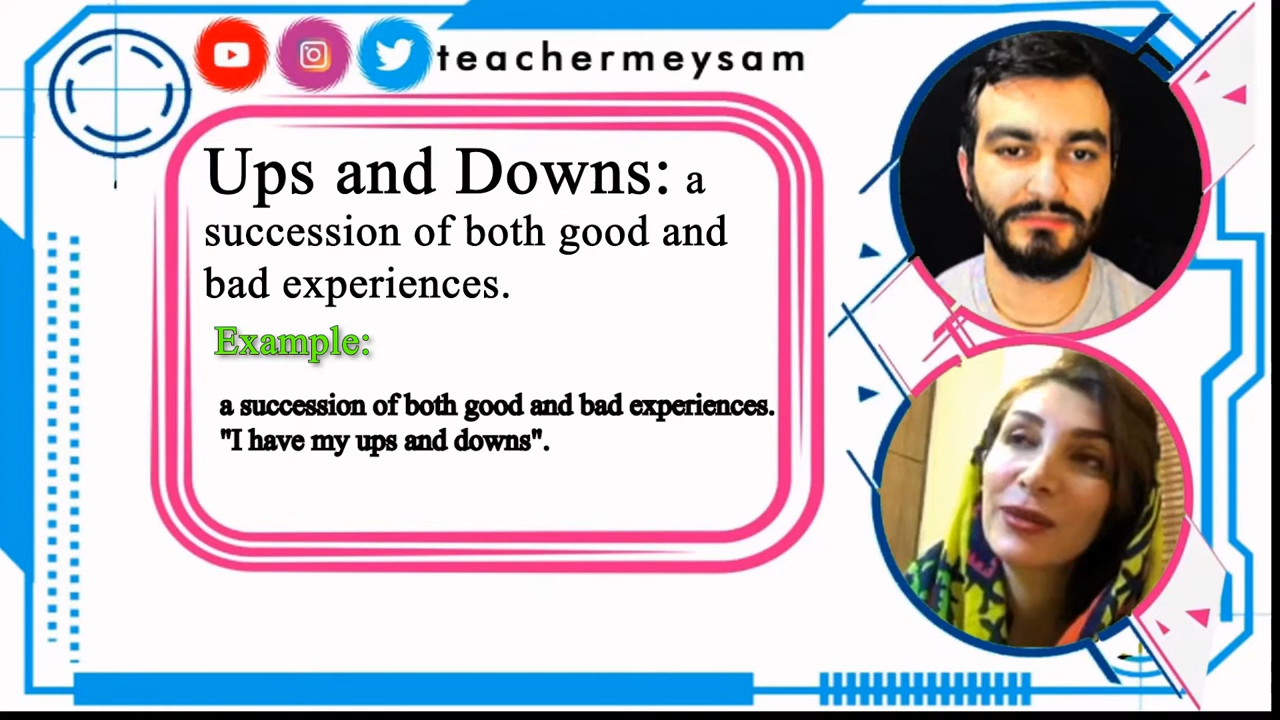 teachermeysam
Ups and Downs: a
succession of both good and
bad experiences.
Example:
a succession of both good and bad experiences.
"I have my ups and downs".